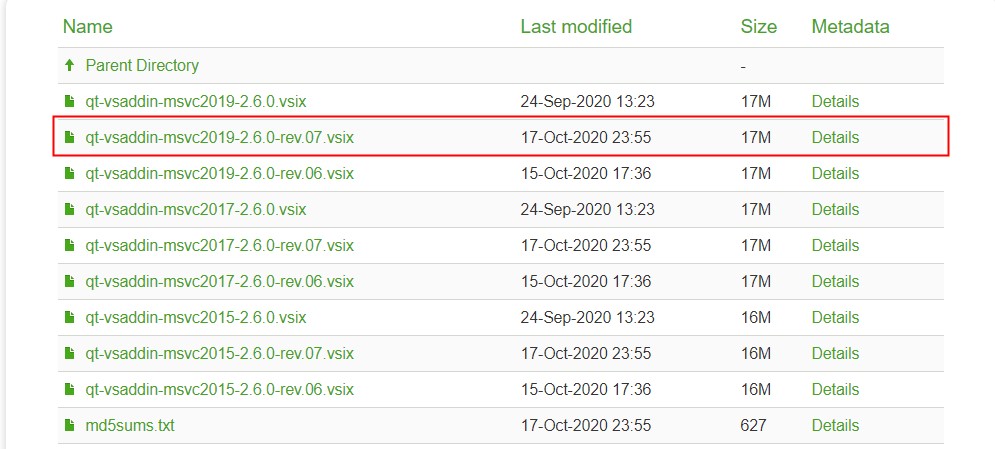 Name Last modified Size Metadata
Parent Directory -
qt-vsaddin-msvc2019-2.6.0.vsix 24-Sep-2020 13:23 17M Details
qt-vsaddin-msvc2019-2.6.0-rev.07.vsix 17-Oct-2020 23:55 17M Details
qt-vsaddin-msvc2019-2.6.0-rev.06.vsix 15-Oct-2020 17:36 17M Details
qt-vsaddin-msvc2017-2.6.0.vsix 24-Sep-2020 13:23 17M Details
qt-vsaddin-msvc2017-2.6.0-rev.07.vsix 17-Oct-2020 23:55 17M Details
qt-vsaddin-msvc2017-2.6.0-rev.06.vsix 15-Oct-2020 17:36 17M Details
qt-vsaddin-msvc2015-2.6.0.vsix 24-Sep-2020 13:23 16M Details
qt-vsaddin-msvc2015-2.6.0-rev.07.vsix 17-Oct-2020 23:55 16M Details
qt-vsaddin-msvc2015-2.6.0-rev.06.vsix 15-Oct-2020 17:36 16M Details
md5sums.txt 17-Oct-2020 23:55 627 Details